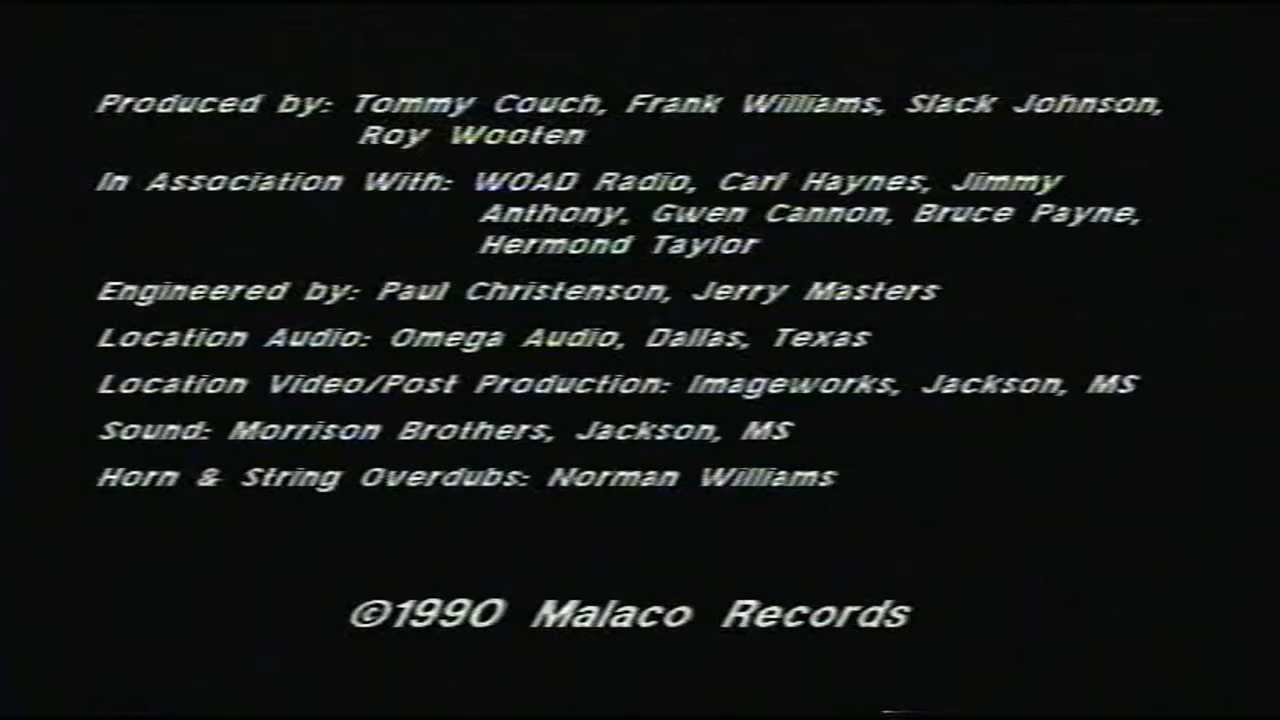 Produced by: Tommy Couch, Frank Williams, Slack Johnson,
Roy Wooten
In Association With: WOAD Radio, Carl Haynes, Jimmy
Anthony, Gwen Cannon, Bruce Payne,
Hermond Taylor
Engineered by: Paul Christenson, Jerry Masters
Location Audio: Omega Audio, Dallas, Texas
Location Video/Post Production: Imageworks, Jackson, MS
Sound: Morrison Brothers, Jackson, MS
Horn & String Overdubs: Norman Williams
©1990 Malaco Records